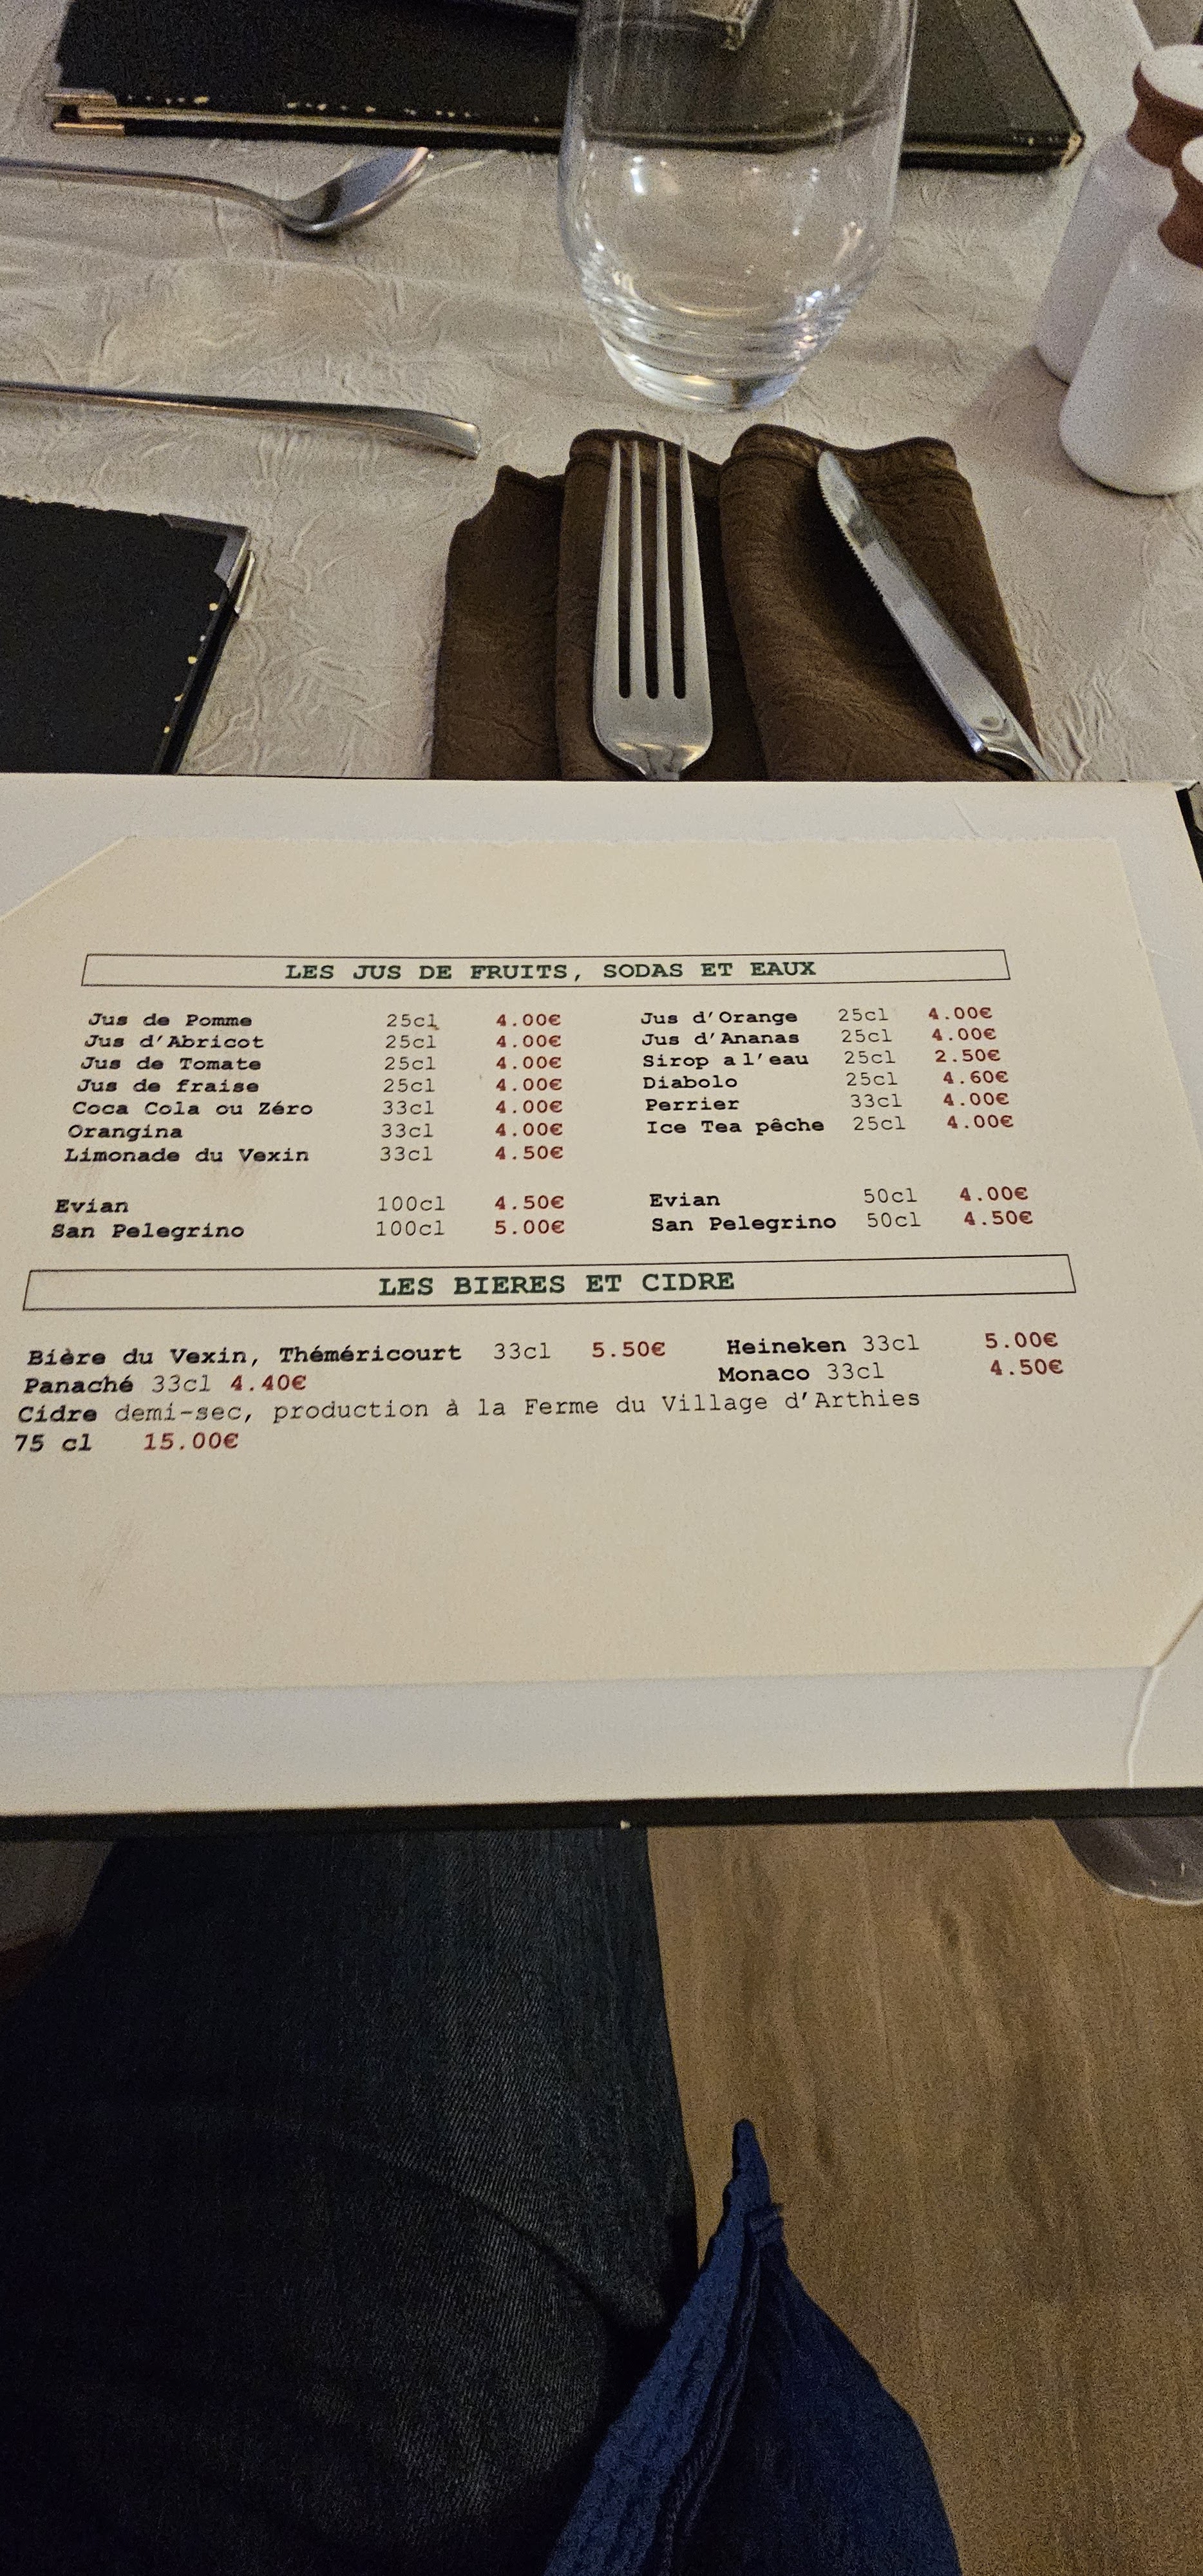 LES JUS DE FRUITS, SODAS ET EAUX
Jus de Pomme 25cl 4.00€ Jus d'Orange 25cl 4.00€
Jus d'Abricot 25cl 4.00€ Jus d'Ananas 25cl 4.00€
Jus de Tomate 25cl 4.00€ Sirop a l'eau 25cl 2.50€
Jus de fraise 25cl 4.00€ Diabolo 25cl 4.60€
Coca Cola ou Zéro 33cl 4.00€ Perrier 33cl 4.00€
Orangina 33cl 4.00€ Ice Tea pêche 25cl 4.00€
Limonade du Vexin 33cl 4.50€
Evian 100cl 4.50€ Evian 50cl 4.00€
San Pelegrino 100cl 5.00€ San Pelegrino 50cl 4.50€
LES BIERES ET CIDRE
Bière du Vexin, Théméricourt 33cl 5.50€ Heineken 33cl 5.00€
Panaché 33cl 4.40€ Monaco 33cl 4.50€
Cidre demi-sec, production à la Ferme du Village d'Arthies
75 cl 15.00€